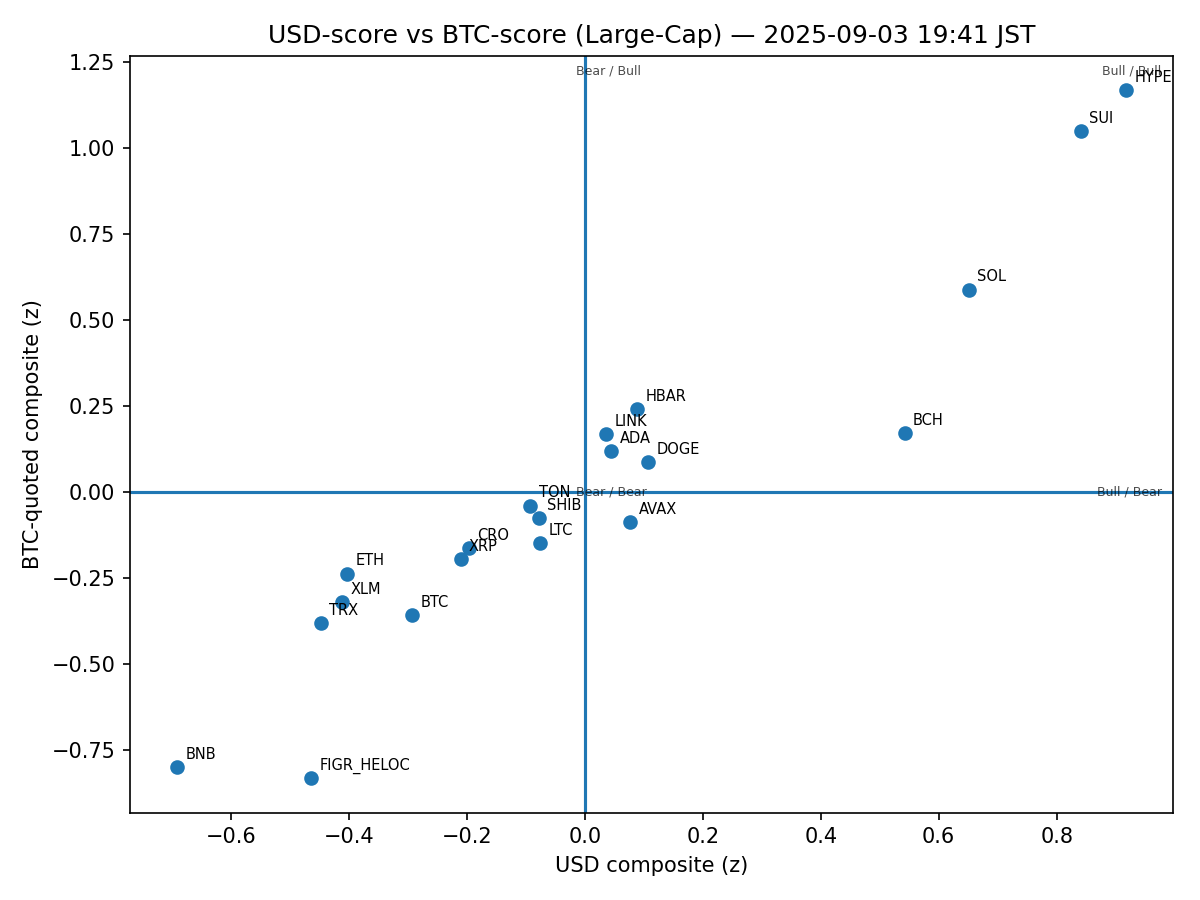 USD-score vs BTC-score (Large-Cap) — 2025-09-03 19:41 JST
1.25
Bear / Bull
Bull / Bull
HYPE
SUI
1.00
0.75
SOL
0.50
HBAR
0.25
LINK
BCH
ADA
DOGE
0.00
TON
Bear / Bear
Bull / Bear
SHIB
AVAX
LTC
CRO
XRP
ETH
−0.25
XLM
BTC
TRX
−0.50
−0.75
BNB
FIGR_HELOC
BTC-quoted composite (z)
−0.6
−0.4
−0.2
0.0
0.2
0.4
0.6
0.8
USD composite (z)